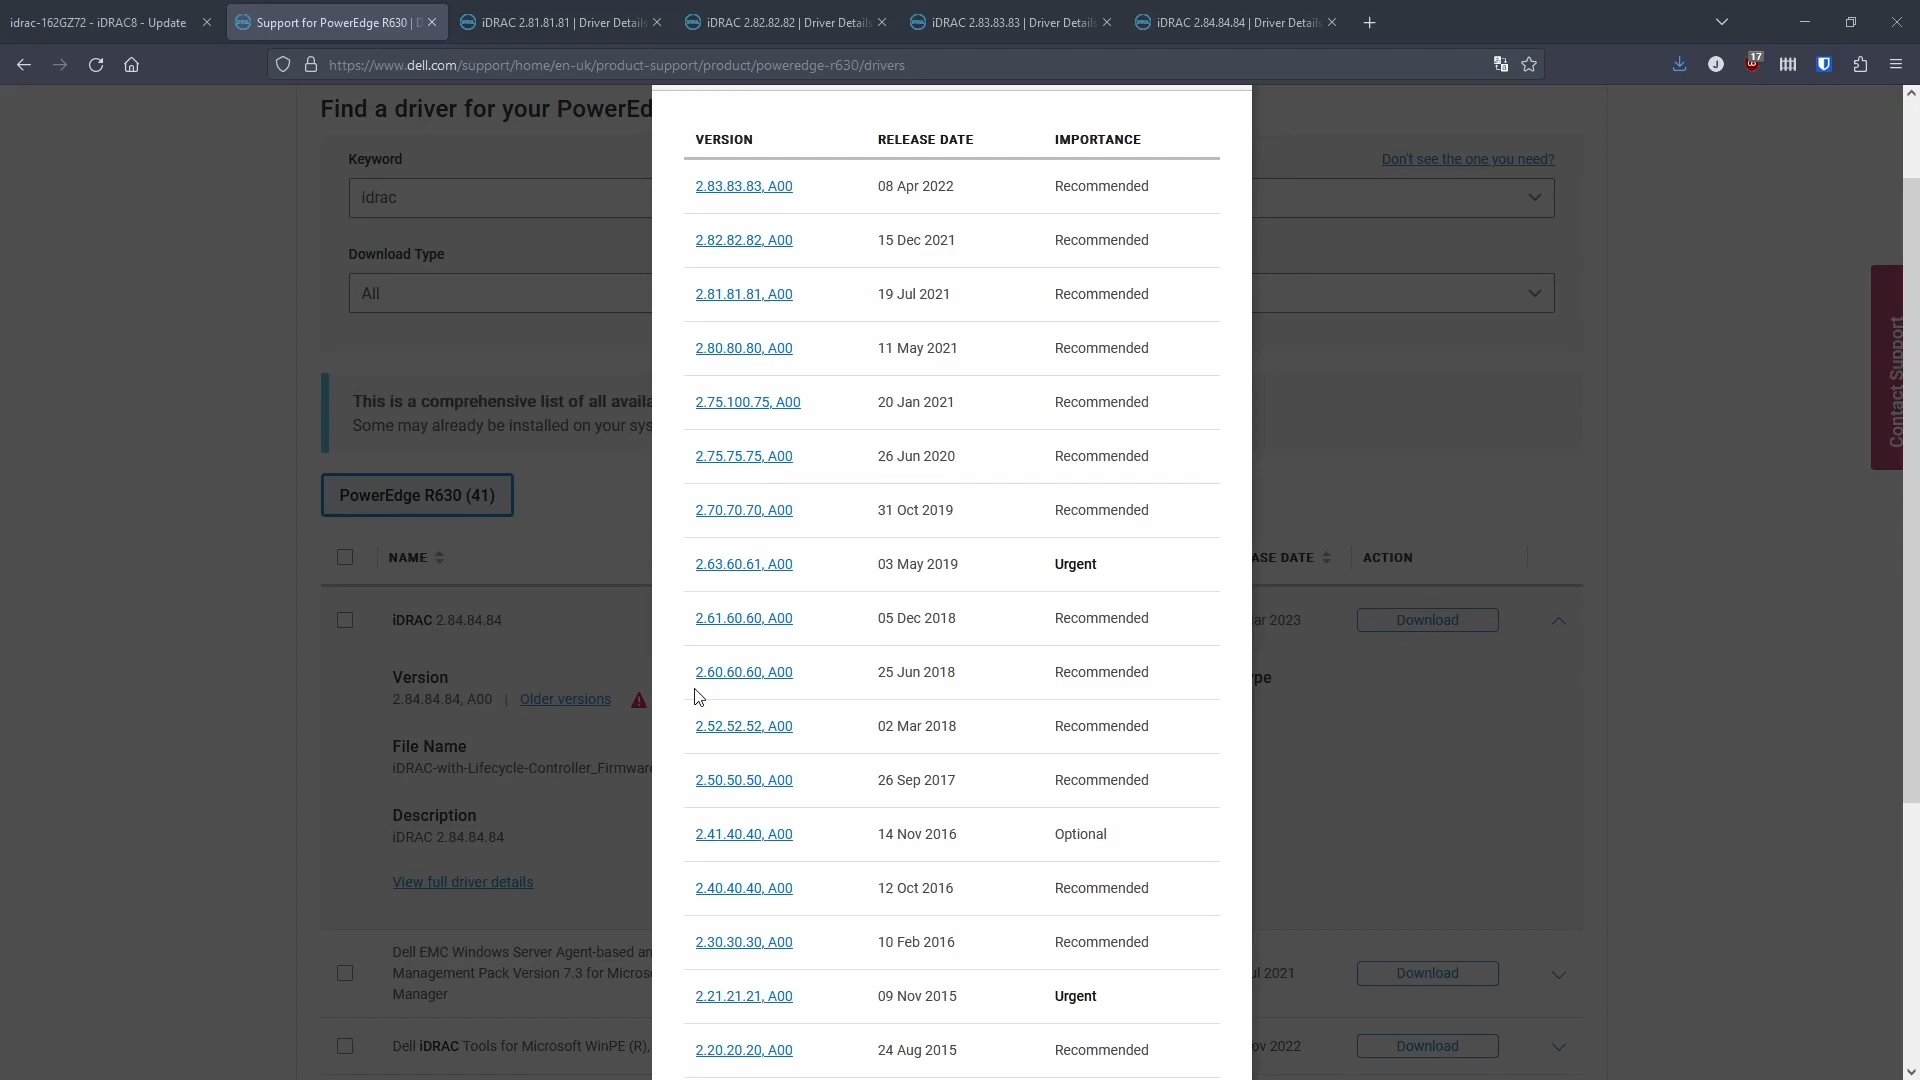 idrac-162GZ72 - iDRAC8 - Update
Support for PowerEdge R630 | D
iDRAC 2.81.81.81 | Driver Details
iDRAC 2.82.82.82 | Driver Details
iDRAC 2.83.83.83 | Driver Details
iDRAC 2.84.84.84 | Driver Details
https://www.dell.com/support/home/en-uk/product-support/product/poweredge-r630/drivers
17
J
Find a driver for your PowerEd
Keyword
Don't see the one you need?
idrac
Download Type
All
This is a comprehensive list of all availa
Some may already be installed on your sys
PowerEdge R630 (41)
NAME
ASE DATE
ACTION
iDRAC 2.84.84.84
ar 2023
Download
Version
ype
2.84.84.84, A00 | Older versions
File Name
iDRAC-with-Lifecycle-Controller_Firmware
Description
iDRAC 2.84.84.84
View full driver details
Dell EMC Windows Server Agent-based an
Management Pack Version 7.3 for Microso
Manager
ul 2021
Download
Dell iDRAC Tools for Microsoft WinPE (R),
ov 2022
Download
Contact Support
VERSION RELEASE DATE IMPORTANCE
2.83.83.83, A00 08 Apr 2022 Recommended
2.82.82.82, A00 15 Dec 2021 Recommended
2.81.81.81, A00 19 Jul 2021 Recommended
2.80.80.80, A00 11 May 2021 Recommended
2.75.100.75, A00 20 Jan 2021 Recommended
2.75.75.75, A00 26 Jun 2020 Recommended
2.70.70.70, A00 31 Oct 2019 Recommended
2.63.60.61, A00 03 May 2019 Urgent
2.61.60.60, A00 05 Dec 2018 Recommended
2.60.60.60, A00 25 Jun 2018 Recommended
2.52.52.52, A00 02 Mar 2018 Recommended
2.50.50.50, A00 26 Sep 2017 Recommended
2.41.40.40, A00 14 Nov 2016 Optional
2.40.40.40, A00 12 Oct 2016 Recommended
2.30.30.30, A00 10 Feb 2016 Recommended
2.21.21.21, A00 09 Nov 2015 Urgent
2.20.20.20, A00 24 Aug 2015 Recommended